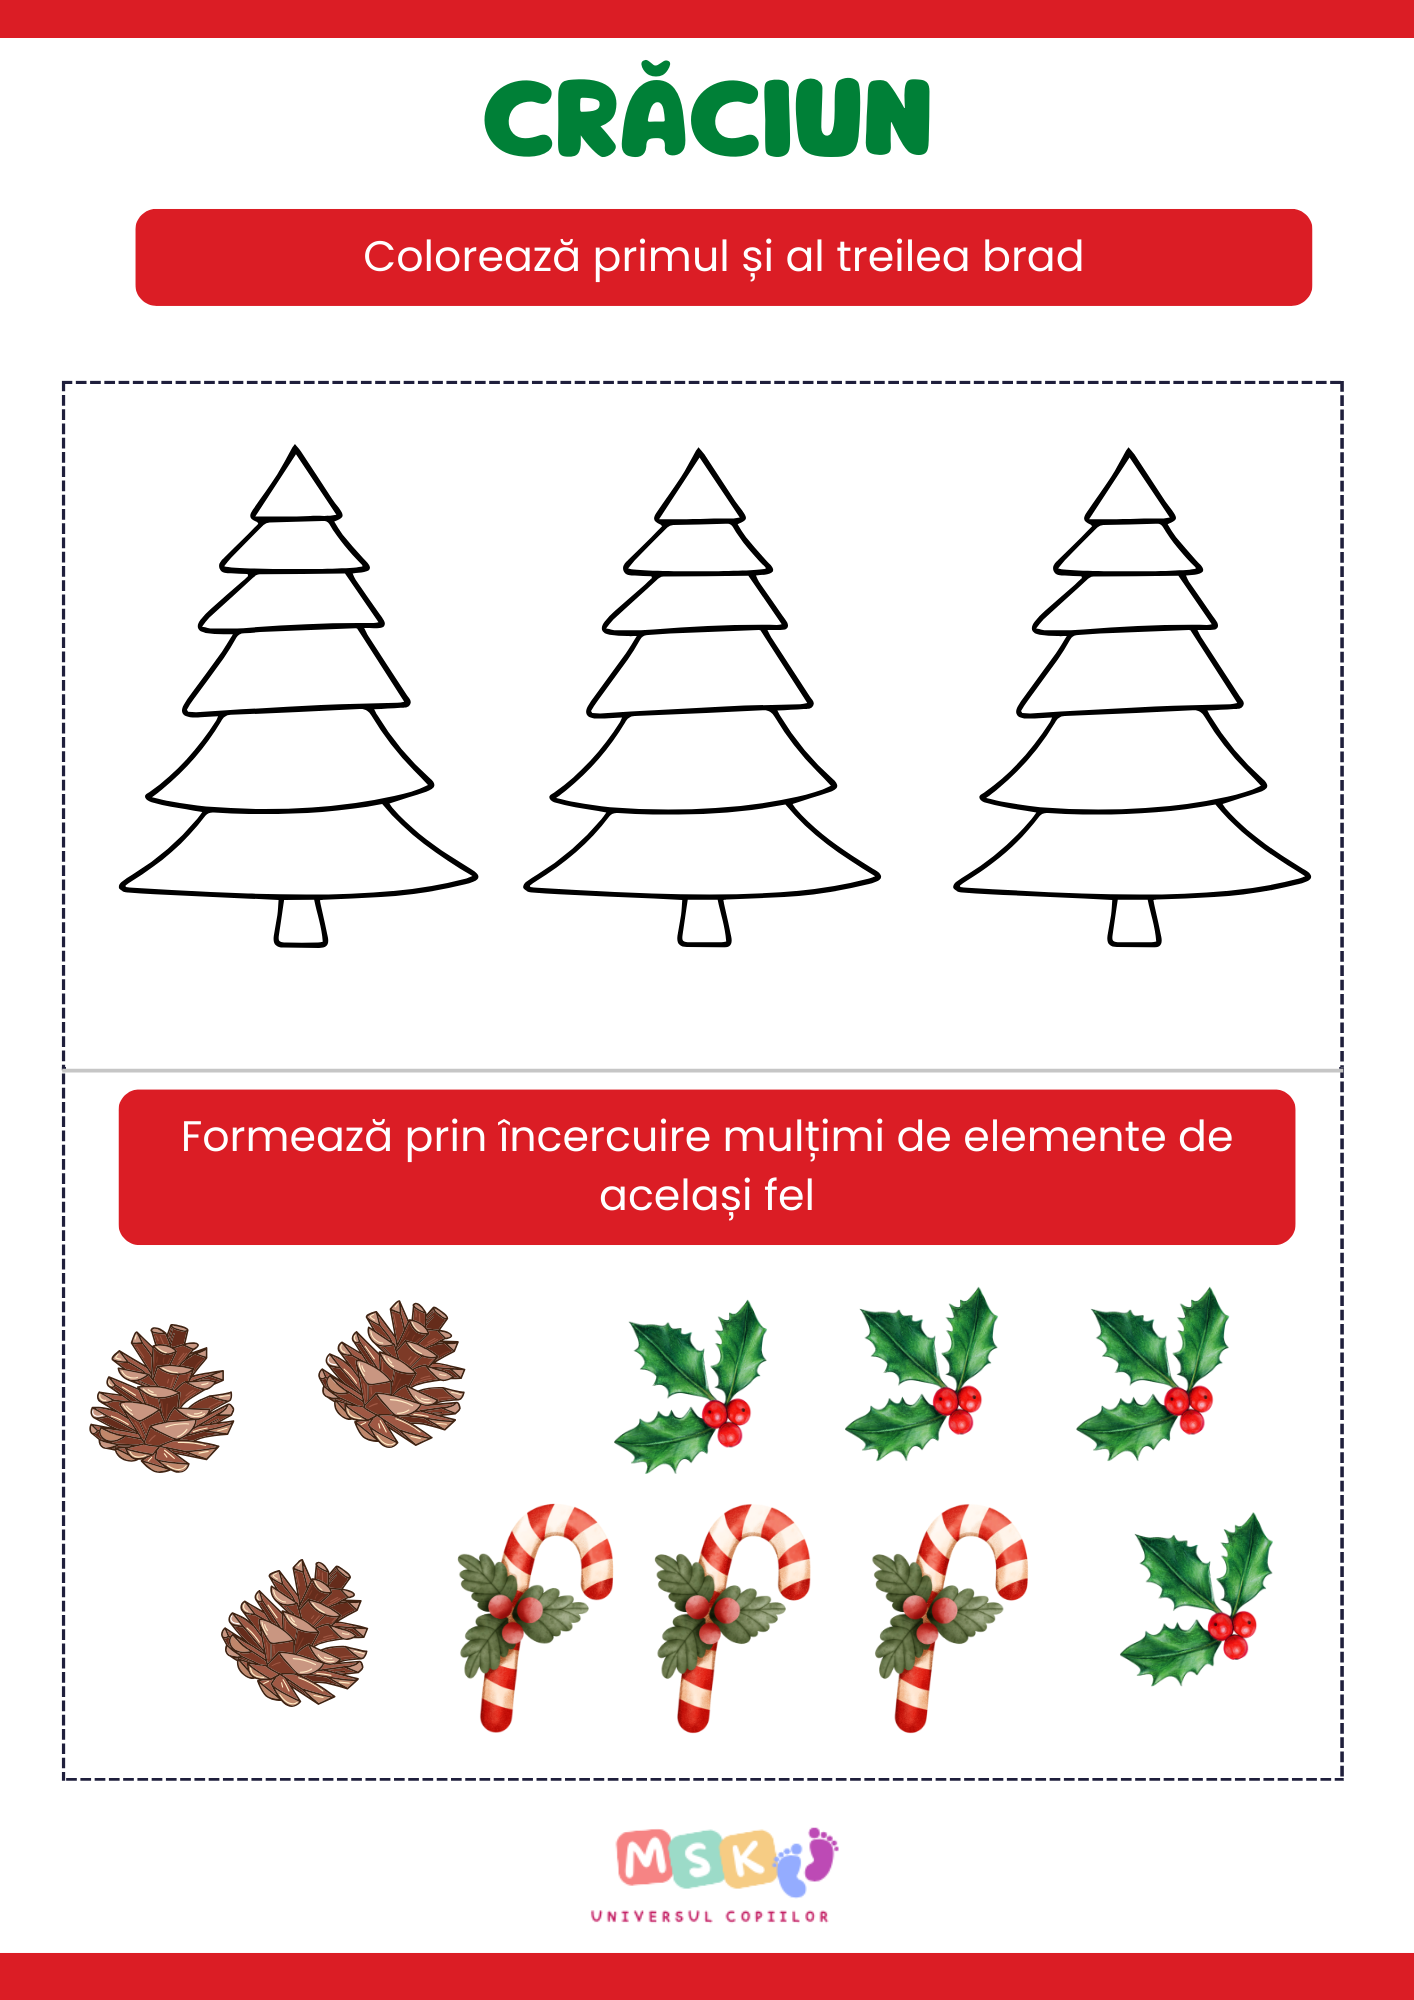 CRĂCIUN
Colorează primul și al treilea brad
Formează prin încercuire mulțimi de elemente de
același fel
MSK
UNIVERSUL COPIILOR